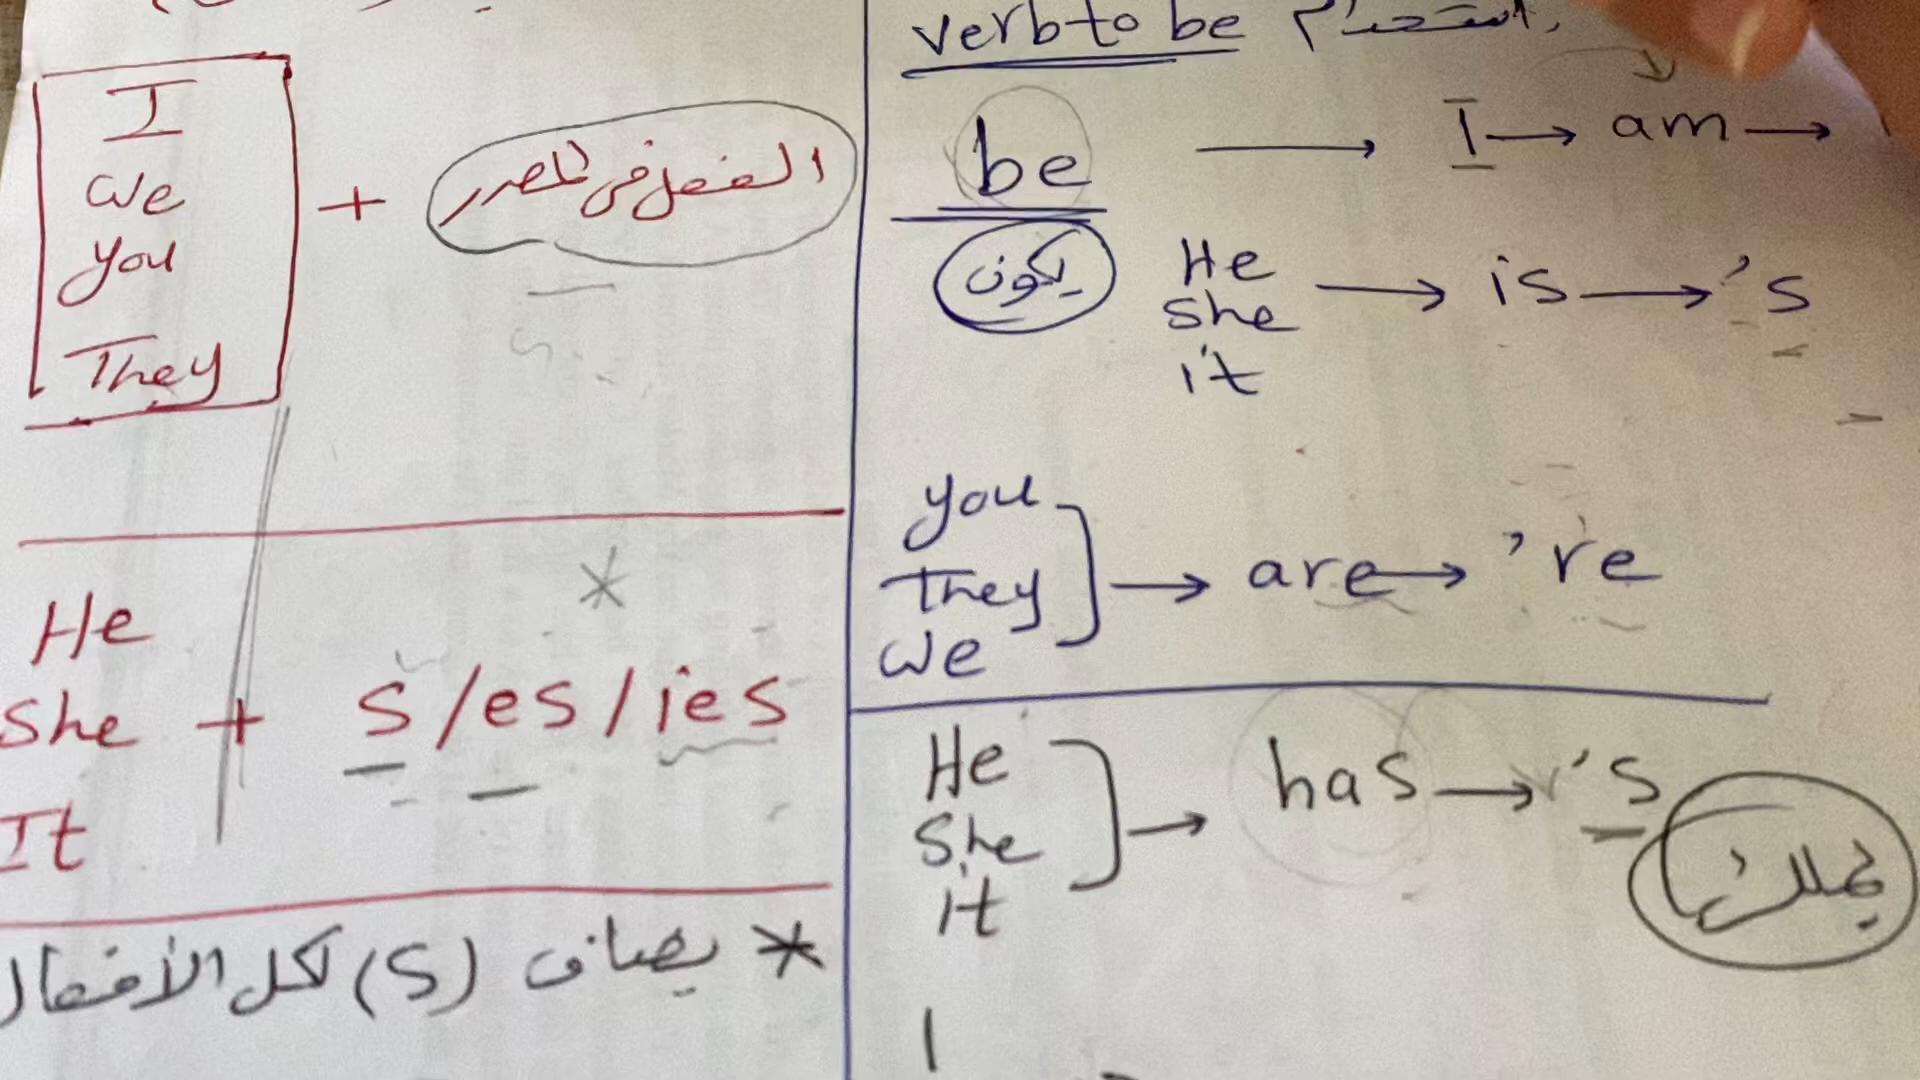 I
we
you
They
+ الفعل في المصدر
He
She + s/es/ies
It
*
* يضاف (s) لكل الأفعال
verb to be استخدام
be → I → am →
يكون
He
she → is → 's
it
you
They → are → 're
we
He
She → has → 's
it
يملك
I